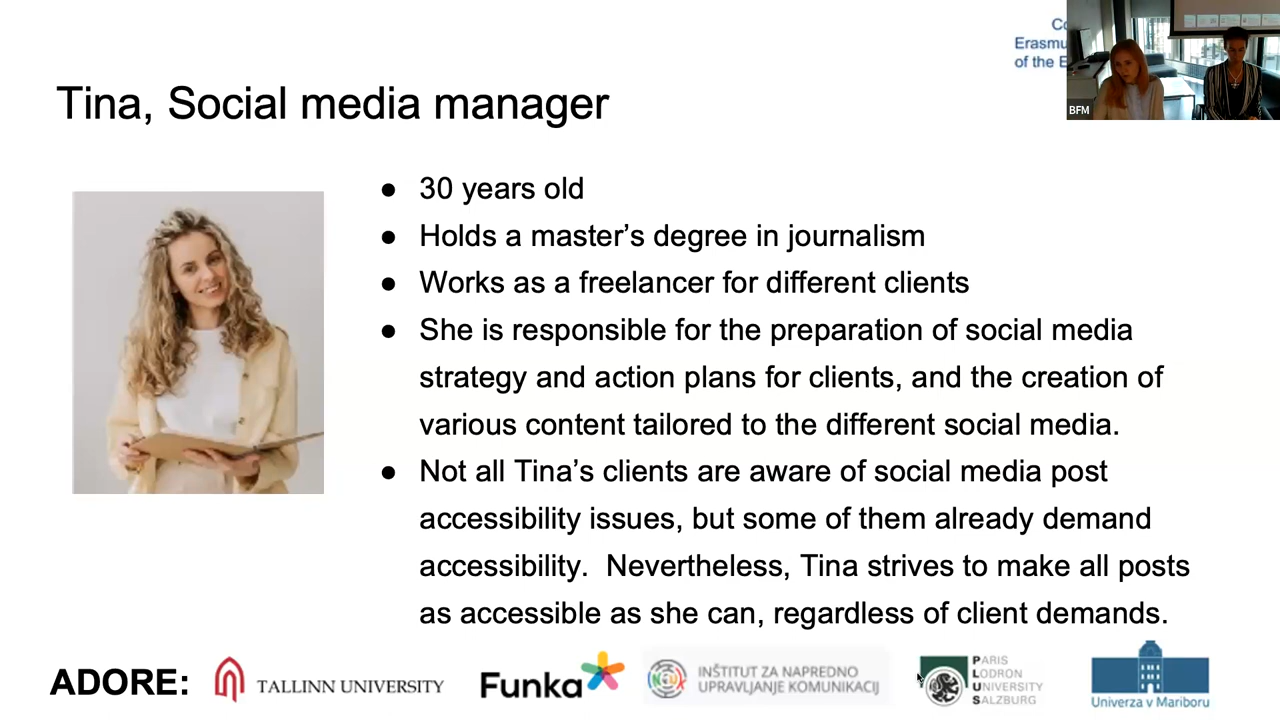 Co
Erasmu
of the E
BFM
Tina, Social media manager
● 30 years old
● Holds a master’s degree in journalism
● Works as a freelancer for different clients
● She is responsible for the preparation of social media
strategy and action plans for clients, and the creation of
various content tailored to the different social media.
● Not all Tina’s clients are aware of social media post
accessibility issues, but some of them already demand
accessibility.  Nevertheless, Tina strives to make all posts
as accessible as she can, regardless of client demands.
ADORE:
TALLINN UNIVERSITY
Funka
INŠTITUT ZA NAPREDNO
UPRAVLJANJE KOMUNIKACIJ
PARIS
LODRON
UNIVERSITY
SALZBURG
Univerza v Mariboru